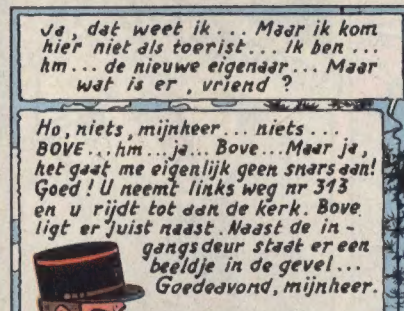 Ja, dat weet ik... Maar ik kom
hier niet als toerist... Ik ben...
hm... de nieuwe eigenaar... Maar
wat is er, vriend ?
Ho, niets, mijnheer... niets...
BOVE...hm...ja... Bove...Maar ja,
het gaat me eigenlijk geen snars aan!
Goed ! U neemt links weg nr 313
en u rijdt tot aan de kerk. Bove
ligt er juist naast. Naast de in-
gangsdeur staat er een
beeldje in de gevel...
Goedeavond, mijnheer.